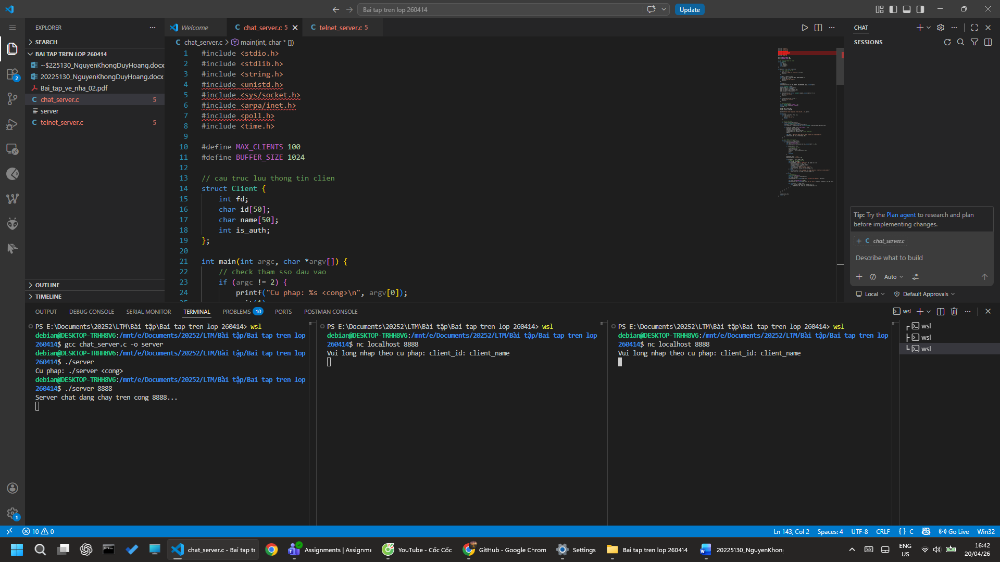 Bai tap tren lop 260414
Update
EXPLORER
SEARCH
BAI TAP TREN LOP 260414
~$225130_NguyenKhongDuyHoang.docx
20225130_NguyenKhongDuyHoang.docx
Bai_tap_ve_nha_02.pdf
C chat_server.c 5
server
C telnet_server.c 5
OUTLINE
TIMELINE
2
1
Welcome
C chat_server.c 5
C telnet_server.c 5
C chat_server.c > main(int, char * [])
1 #include <stdio.h>
2 #include <stdlib.h>
3 #include <string.h>
4 #include <unistd.h>
5 #include <sys/socket.h>
6 #include <arpa/inet.h>
7 #include <poll.h>
8 #include <time.h>
9
10 #define MAX_CLIENTS 100
11 #define BUFFER_SIZE 1024
12
13 // cau truc luu thong tin clien
14 struct Client {
15 int fd;
16 char id[50];
17 char name[50];
18 int is_auth;
19 };
20
21 int main(int argc, char *argv[]) {
22 // check tham sso dau vao
23 if (argc != 2) {
24 printf("Cu phap: %s <cong>\n", argv[0]);
CHAT
SESSIONS
Tip: Try the Plan agent to research and plan
before implementing changes.
+ C chat_server.c
Describe what to build
Auto
Local
Default Approvals
OUTPUT
DEBUG CONSOLE
SERIAL MONITOR
TERMINAL
PROBLEMS 10
PORTS
POSTMAN CONSOLE
wsl
PS E:\Documents\20252\LTM\Bài tập\Bai tap tren lop 260414> wsl
debian@DESKTOP-TRHH8V6:/mnt/e/Documents/20252/LTM/Bài tập/Bai tap tren lop
260414$ gcc chat_server.c -o server
debian@DESKTOP-TRHH8V6:/mnt/e/Documents/20252/LTM/Bài tập/Bai tap tren lop
260414$ ./server
Cu phap: ./server <cong>
debian@DESKTOP-TRHH8V6:/mnt/e/Documents/20252/LTM/Bài tập/Bai tap tren lop
260414$ ./server 8888
Server chat dang chay tren cong 8888...
PS E:\Documents\20252\LTM\Bài tập\Bai tap tren lop 260414> wsl
debian@DESKTOP-TRHH8V6:/mnt/e/Documents/20252/LTM/Bài tập/Bai tap tren lop
260414$ nc localhost 8888
Vui long nhap theo cu phap: client_id: client_name
PS E:\Documents\20252\LTM\Bài tập\Bai tap tren lop 260414> wsl
debian@DESKTOP-TRHH8V6:/mnt/e/Documents/20252/LTM/Bài tập/Bai tap tren lop
260414$ nc localhost 8888
Vui long nhap theo cu phap: client_id: client_name
wsl
wsl
wsl
10 0
Ln 143, Col 2
Spaces: 4
UTF-8
CRLF
{ } C
Go Live
Win32
chat_server.c - Bai tap tr
Assignments | Assignme
YouTube - Cốc Cốc
GitHub - Google Chrom
Settings
Bai tap tren lop 260414
20225130_NguyenKhon
ENG
US
16:42
20/04/26